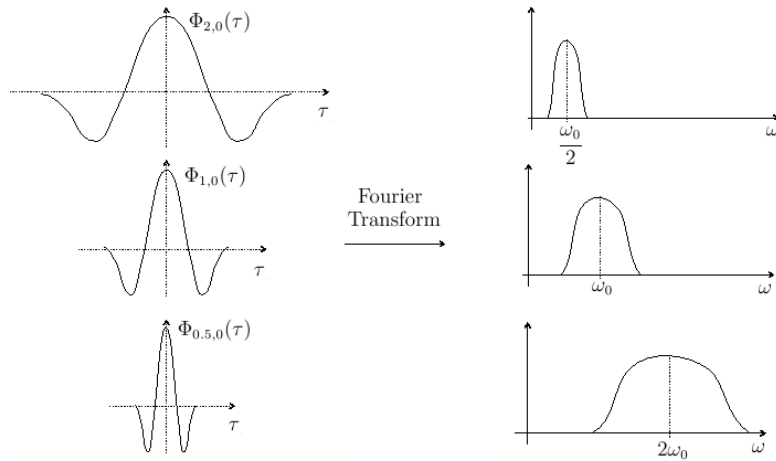 Φ₂,₀(τ)
τ
ω₀/2
ω
Φ₁,₀(τ)
τ
Fourier
Transform
ω₀
ω
Φ₀.₅,₀(τ)
τ
2ω₀
ω